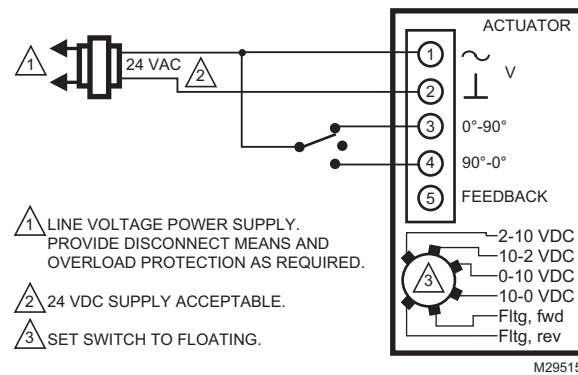 ACTUATOR
1
24 VAC
2
1
V
2
3
0°-90°
4
90°-0°
5
FEEDBACK
1 LINE VOLTAGE POWER SUPPLY.
PROVIDE DISCONNECT MEANS AND
OVERLOAD PROTECTION AS REQUIRED.
2 24 VDC SUPPLY ACCEPTABLE.
3 SET SWITCH TO FLOATING.
3
2-10 VDC
10-2 VDC
0-10 VDC
10-0 VDC
Fltg, fwd
Fltg, rev
M29515